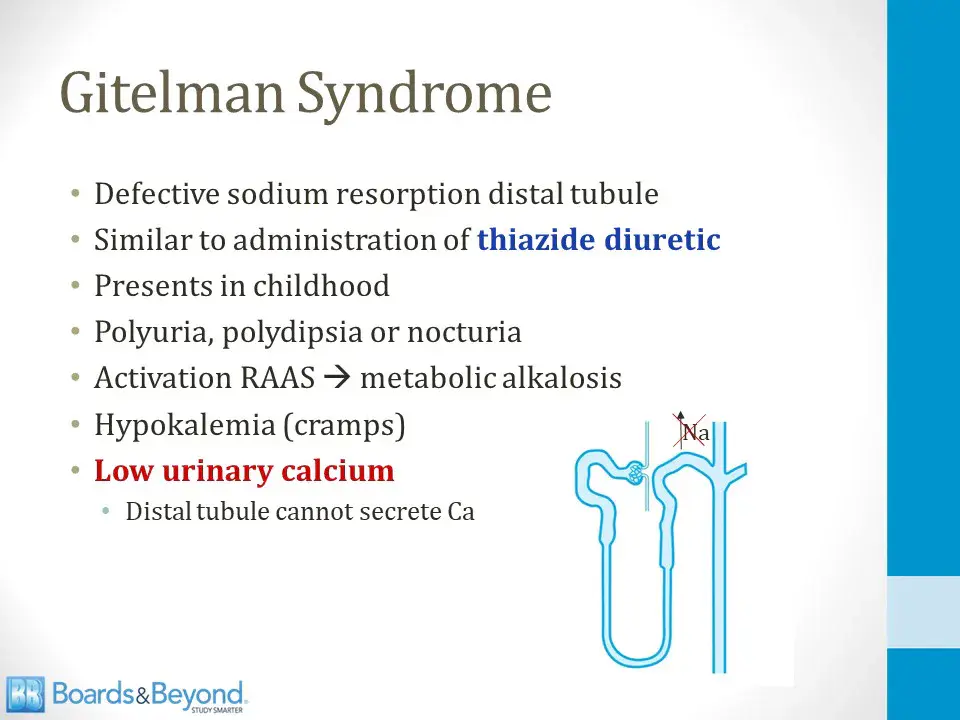 Gitelman Syndrome
• Defective sodium resorption distal tubule
• Similar to administration of thiazide diuretic
• Presents in childhood
• Polyuria, polydipsia or nocturia
• Activation RAAS → metabolic alkalosis
• Hypokalemia (cramps)
• Low urinary calcium
• Distal tubule cannot secrete Ca
Na
BB Boards&Beyond.
STUDY SMARTER